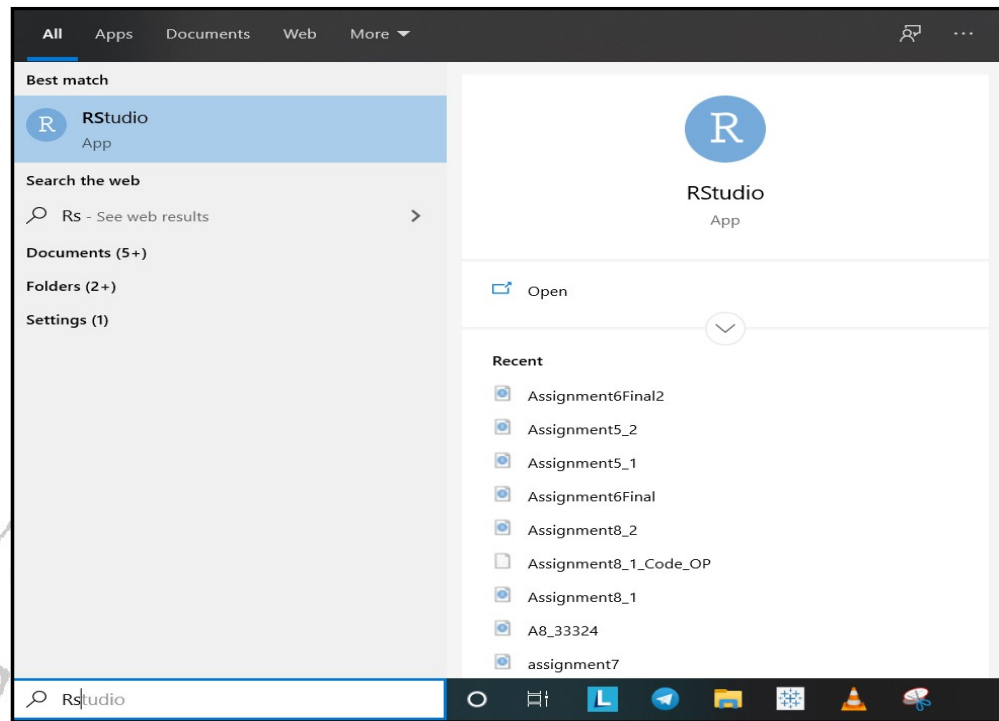 All Apps Documents Web More
Best match
R
RStudio
App
Search the web
Rs - See web results
Documents (5+)
Folders (2+)
Settings (1)
R
RStudio
App
Open
Recent
Assignment6Final2
Assignment5_2
Assignment5_1
Assignment6Final
Assignment8_2
Assignment8_1_Code_OP
Assignment8_1
A8_33324
assignment7
Rstudio
L